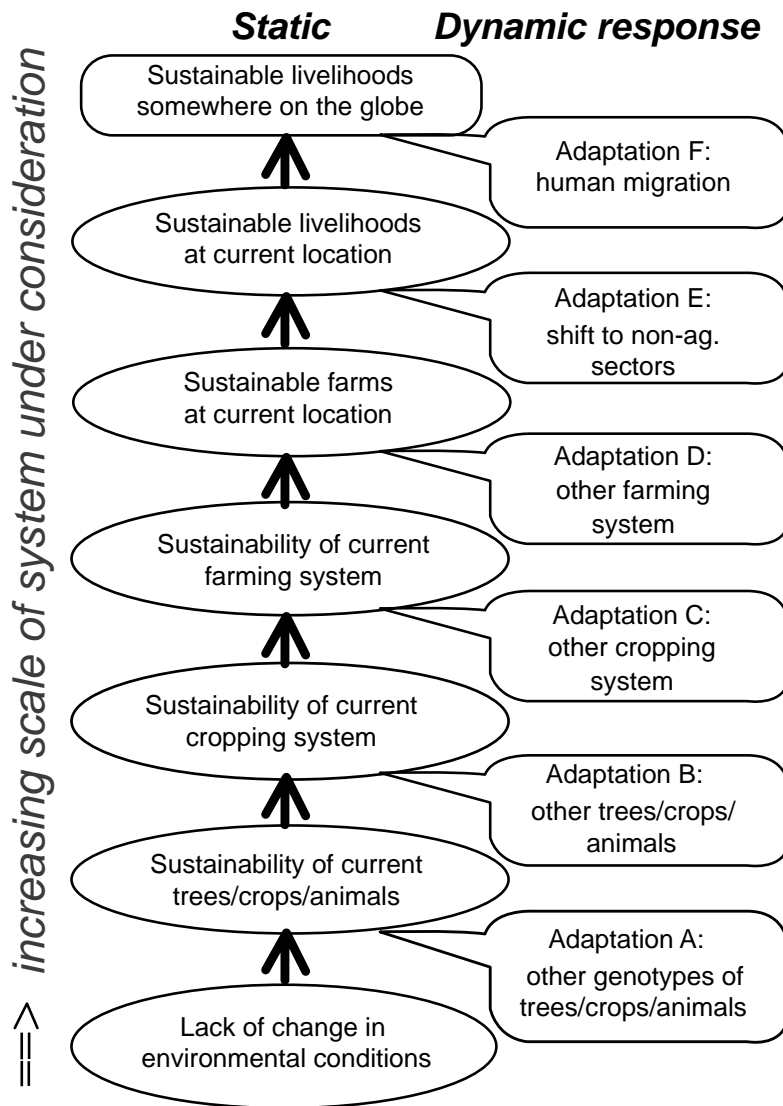 Static
Dynamic response
Sustainable livelihoods
somewhere on the globe
Adaptation F:
human migration
Sustainable livelihoods
at current location
Adaptation E:
shift to non-ag.
sectors
Sustainable farms
at current location
Adaptation D:
other farming
system
Sustainability of current
farming system
Adaptation C:
other cropping
system
Sustainability of current
cropping system
Adaptation B:
other trees/crops/
animals
Sustainability of current
trees/crops/animals
Adaptation A:
other genotypes of
trees/crops/animals
Lack of change in
environmental conditions
==> increasing scale of system under consideration